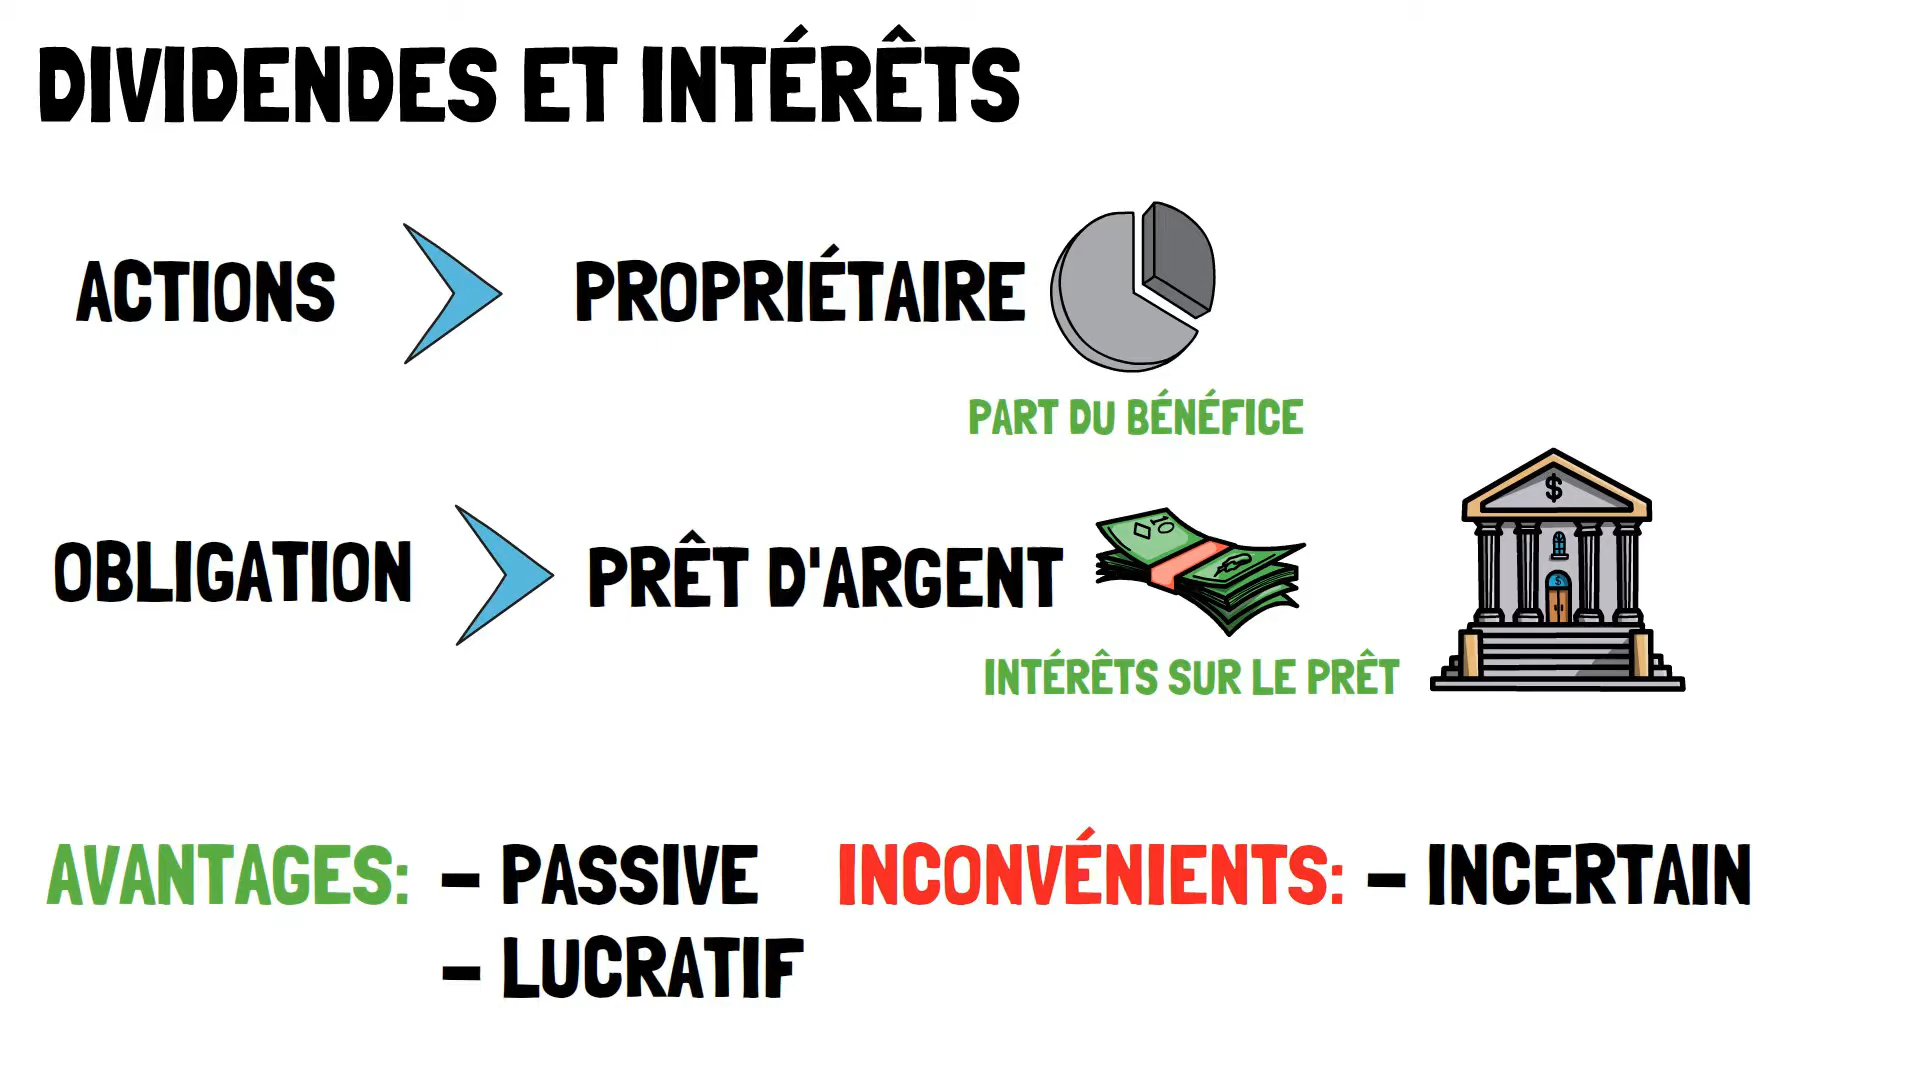 DIVIDENDES ET INTÉRÊTS
ACTIONS
PROPRIÉTAIRE
PART DU BÉNÉFICE
OBLIGATION
PRÊT D'ARGENT
10
$
$
INTÉRÊTS SUR LE PRÊT
AVANTAGES: - PASSIVE
- LUCRATIF
INCONVÉNIENTS: - INCERTAIN